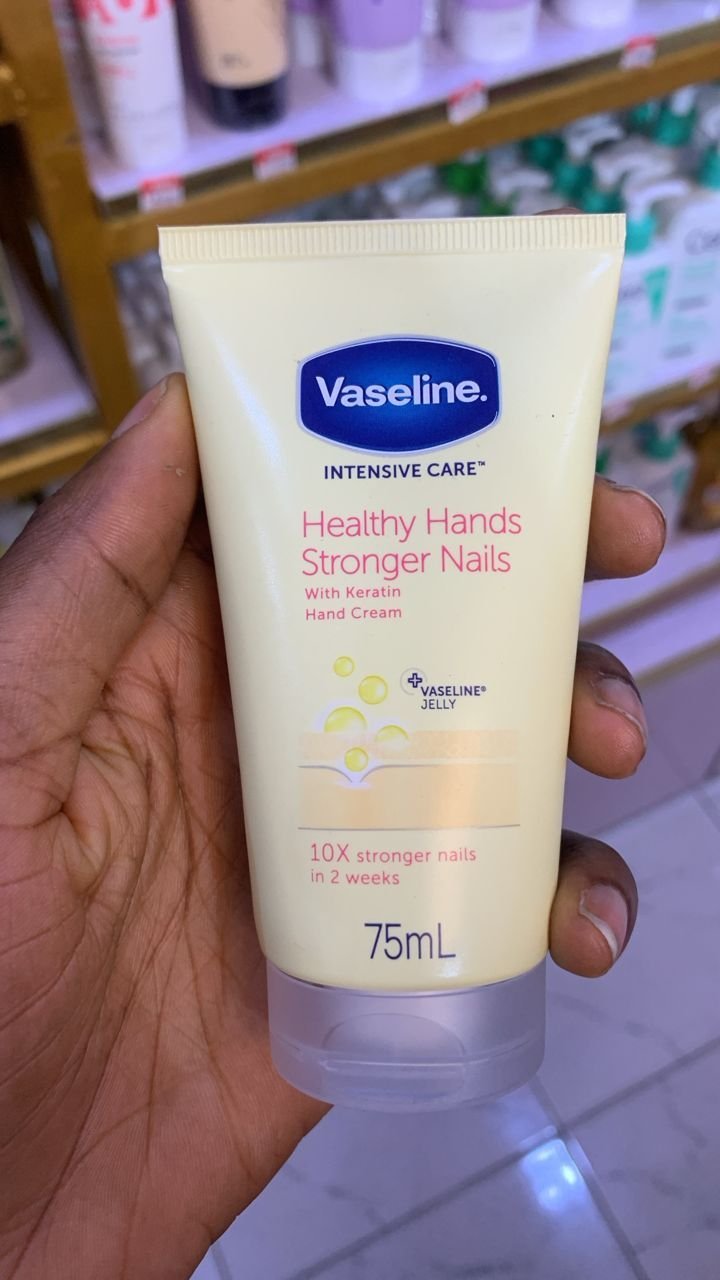 Vaseline.
INTENSIVE CARE™
Healthy Hands
Stronger Nails
With Keratin
Hand Cream
VASELINE®
JELLY
10X stronger nails
in 2 weeks
75mL